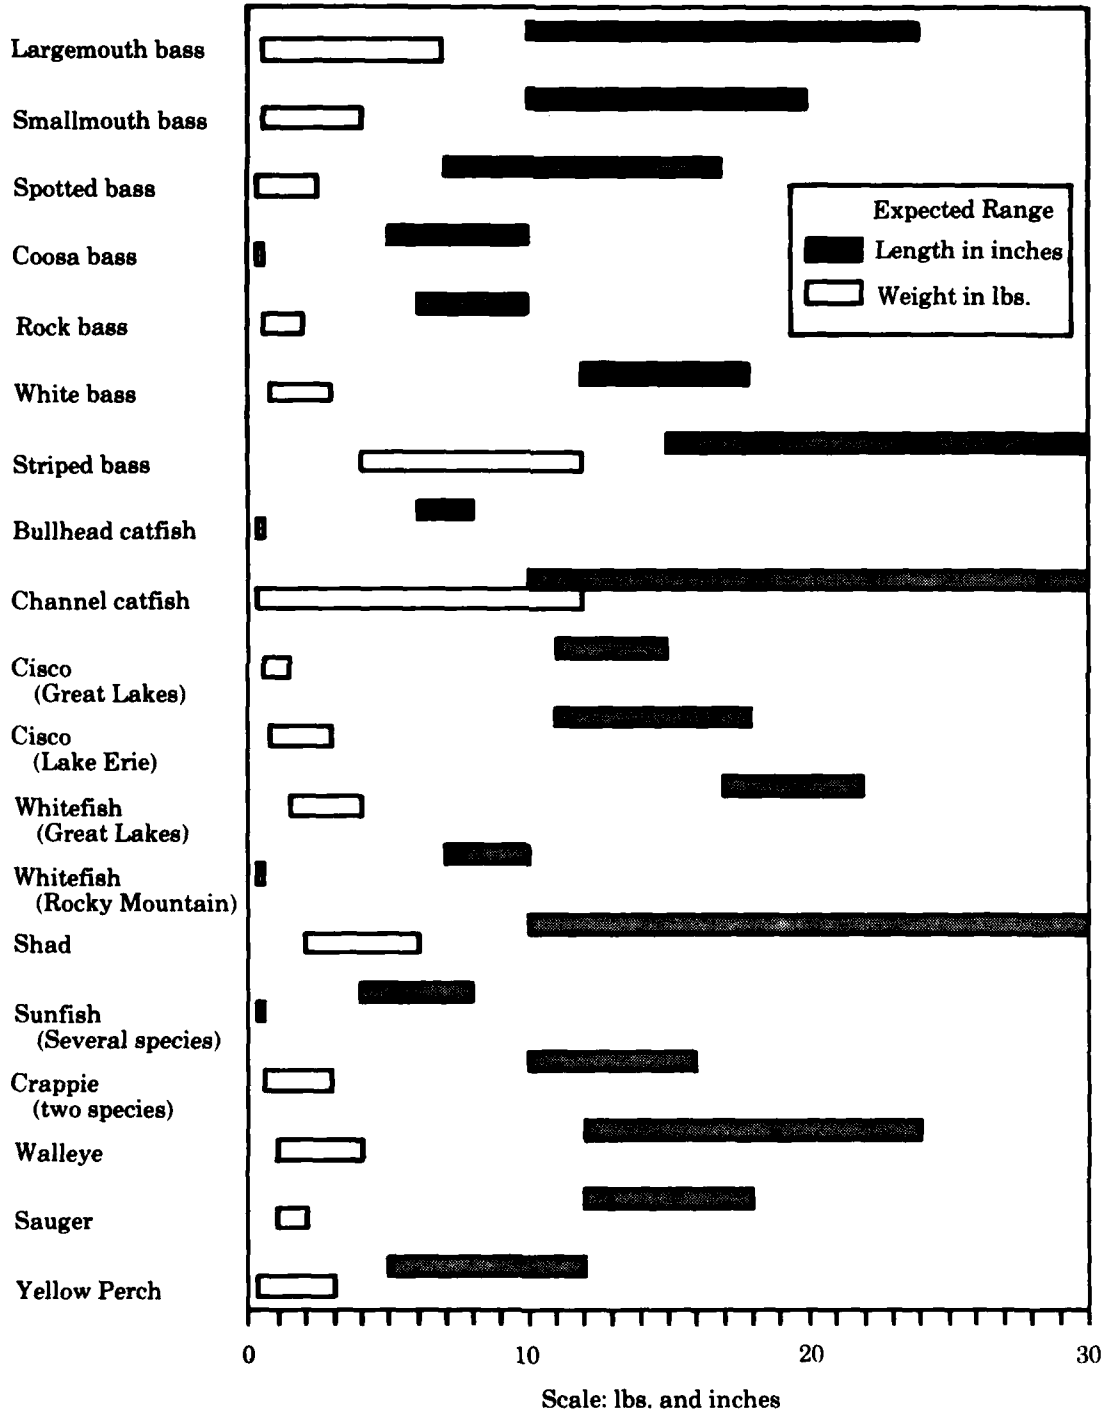 Largemouth bass
Smallmouth bass
Spotted bass
Expected Range
Length in inches
Weight in lbs.
Coosa bass
Rock bass
White bass
Striped bass
Bullhead catfish
Channel catfish
Cisco
(Great Lakes)
Cisco
(Lake Erie)
Whitefish
(Great Lakes)
Whitefish
(Rocky Mountain)
Shad
Sunfish
(Several species)
Crappie
(two species)
Walleye
Sauger
Yellow Perch
0 10 20 30
Scale: lbs. and inches